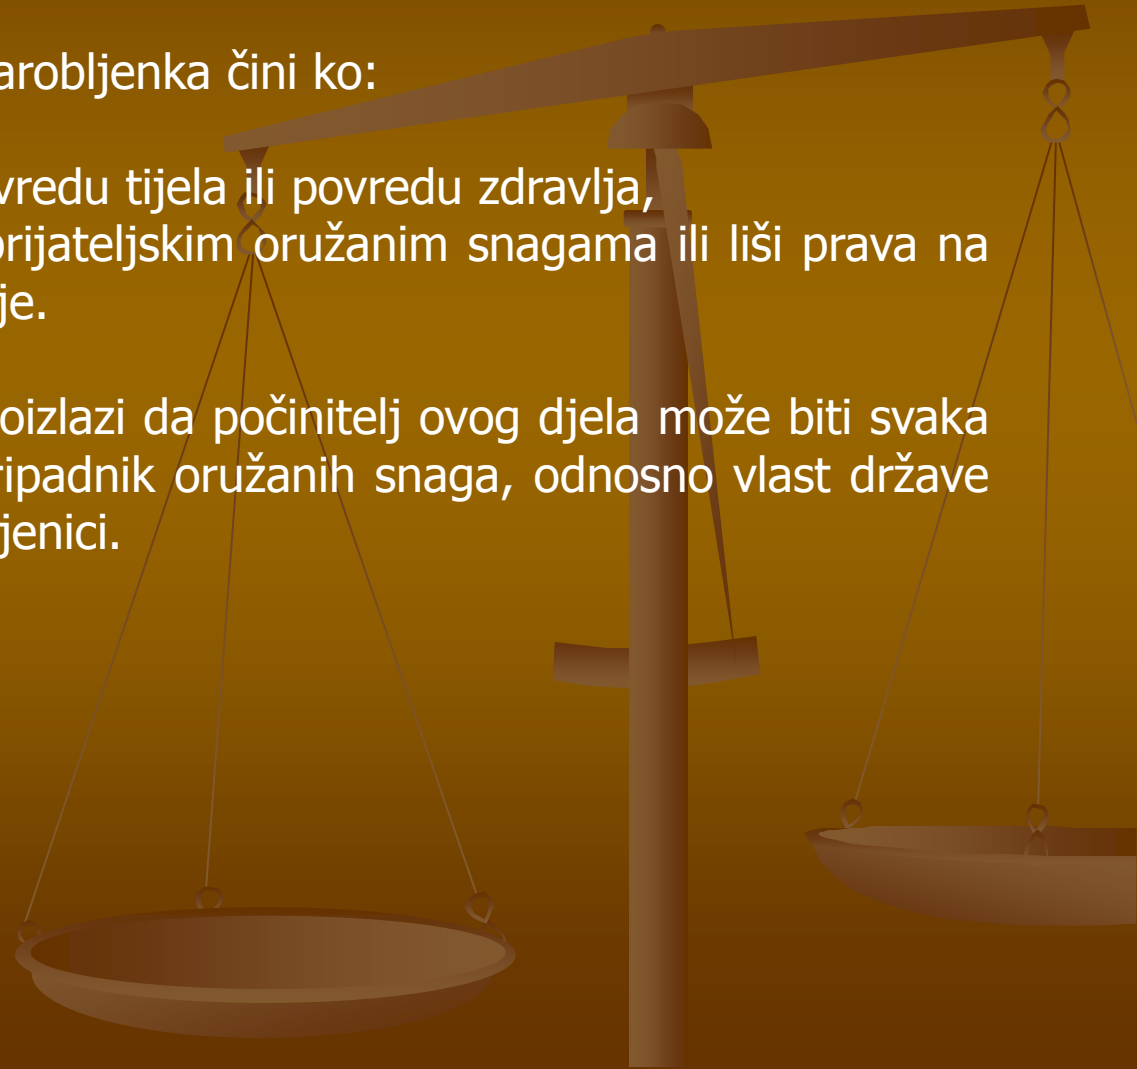 arobljenka čini ko:
vredu tijela ili povredu zdravlja,
prijateljskim oružanim snagama ili liši prava na
je.
oizlazi da počinitelj ovog djela može biti svaka
ripadnik oružanih snaga, odnosno vlast države
jenici.